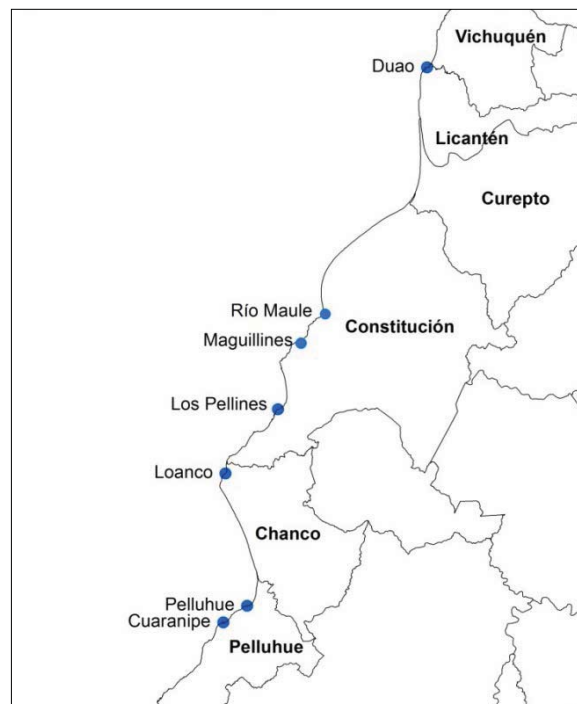 Vichuquén
Duao
Licantén
Curepto
Río Maule
Constitución
Maguillines
Los Pellines
Loanco
Chanco
Pelluhue
Cuaranipe
Pelluhue